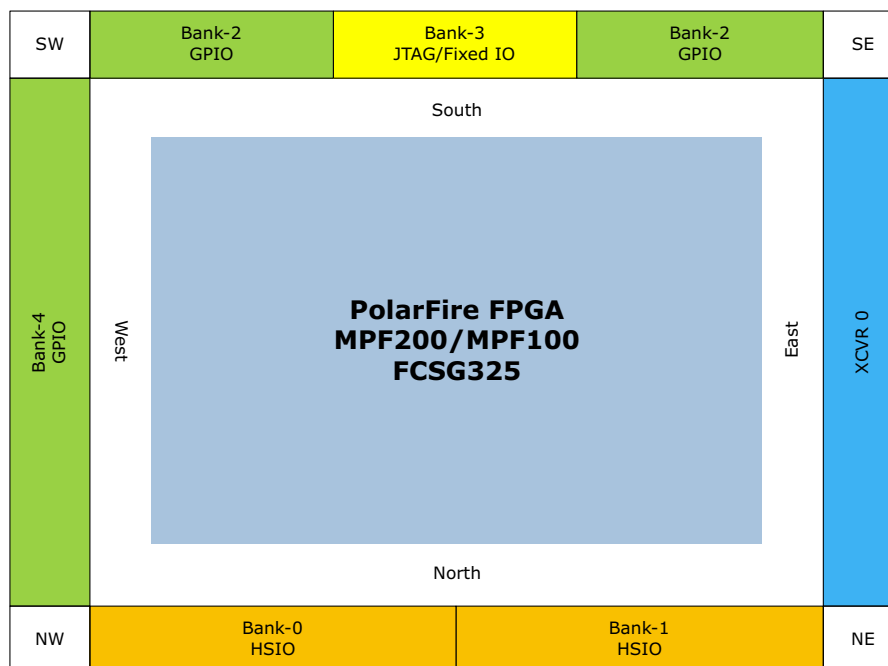 SW
Bank-2
GPIO
Bank-3
JTAG/Fixed IO
Bank-2
GPIO
SE
South
Bank-4
GPIO
West
PolarFire FPGA
MPF200/MPF100
FCSG325
East
XCVR 0
North
NW
Bank-0
HSIO
Bank-1
HSIO
NE